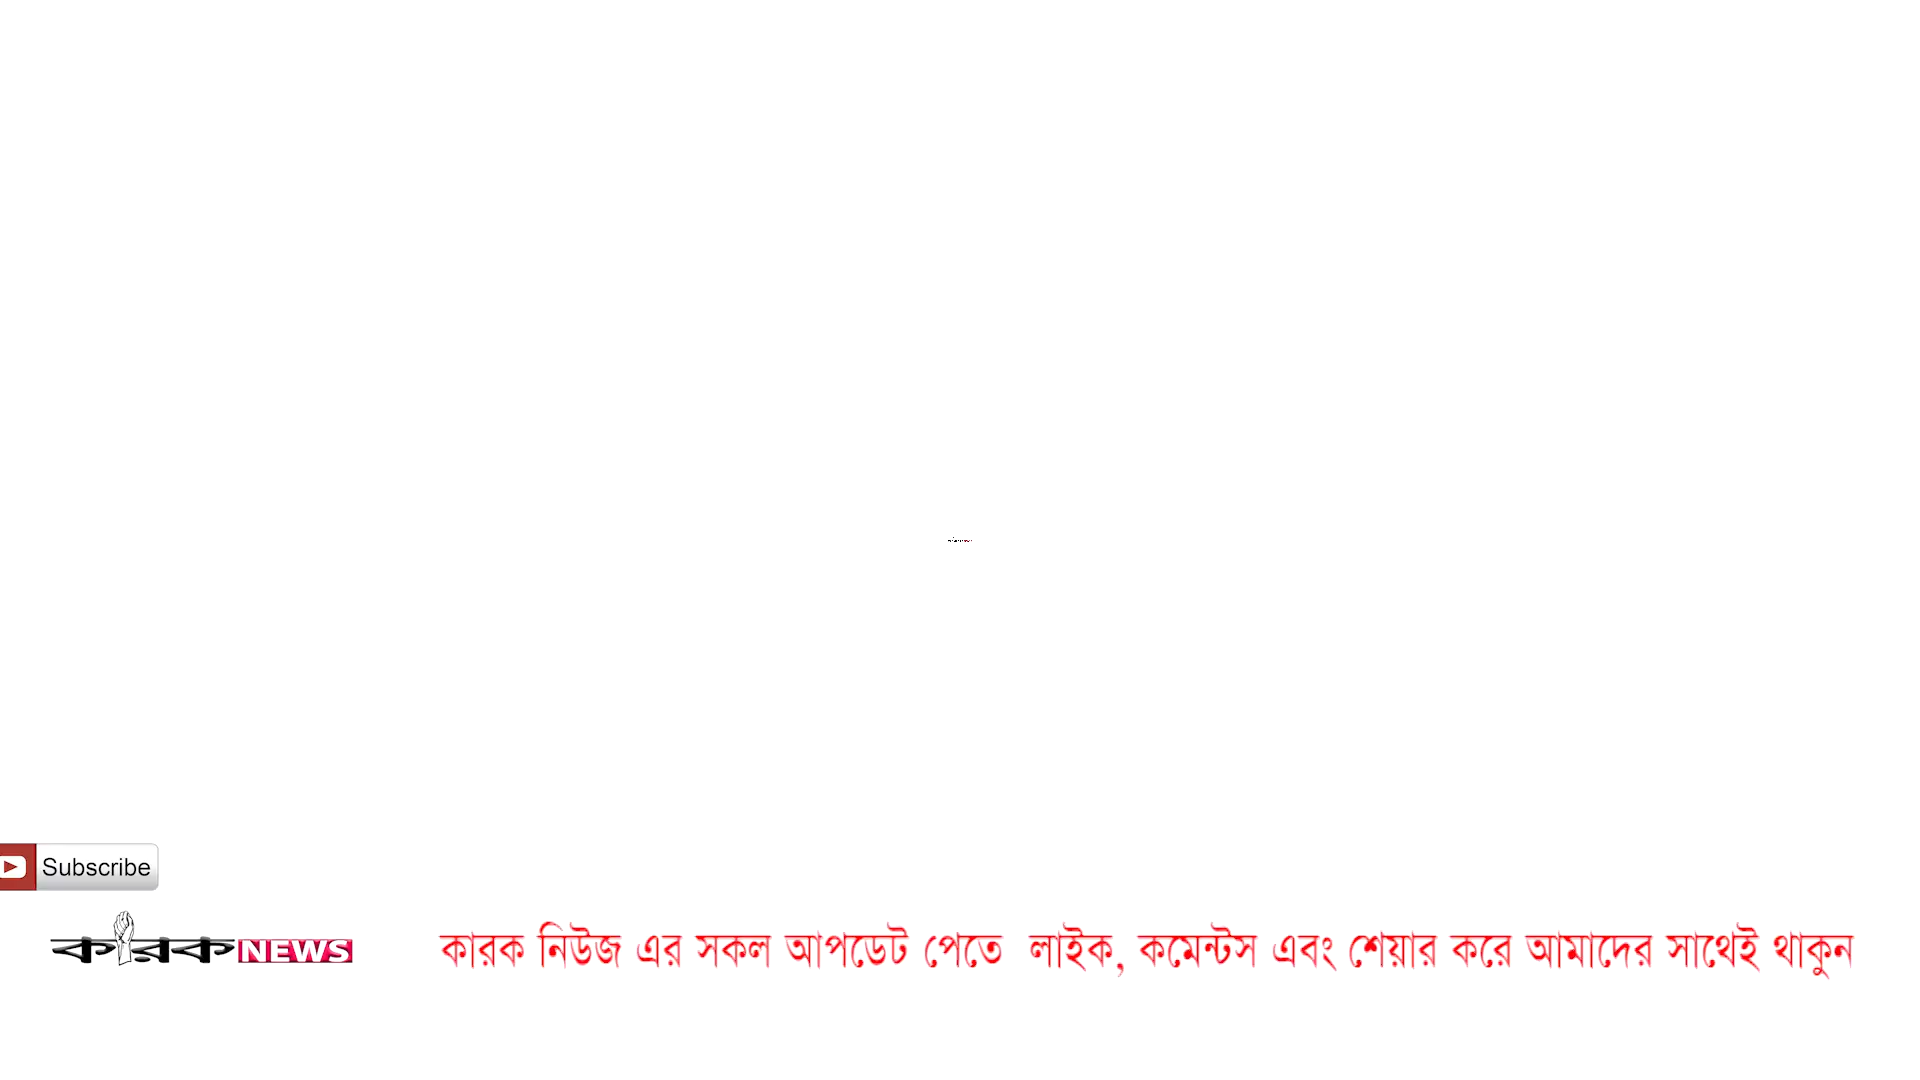 Subscribe
কারক NEWS
কারক নিউজ এর সকল আপডেট পেতে লাইক, কমেন্টস এবং শেয়ার করে আমাদের সাথেই থাকুন